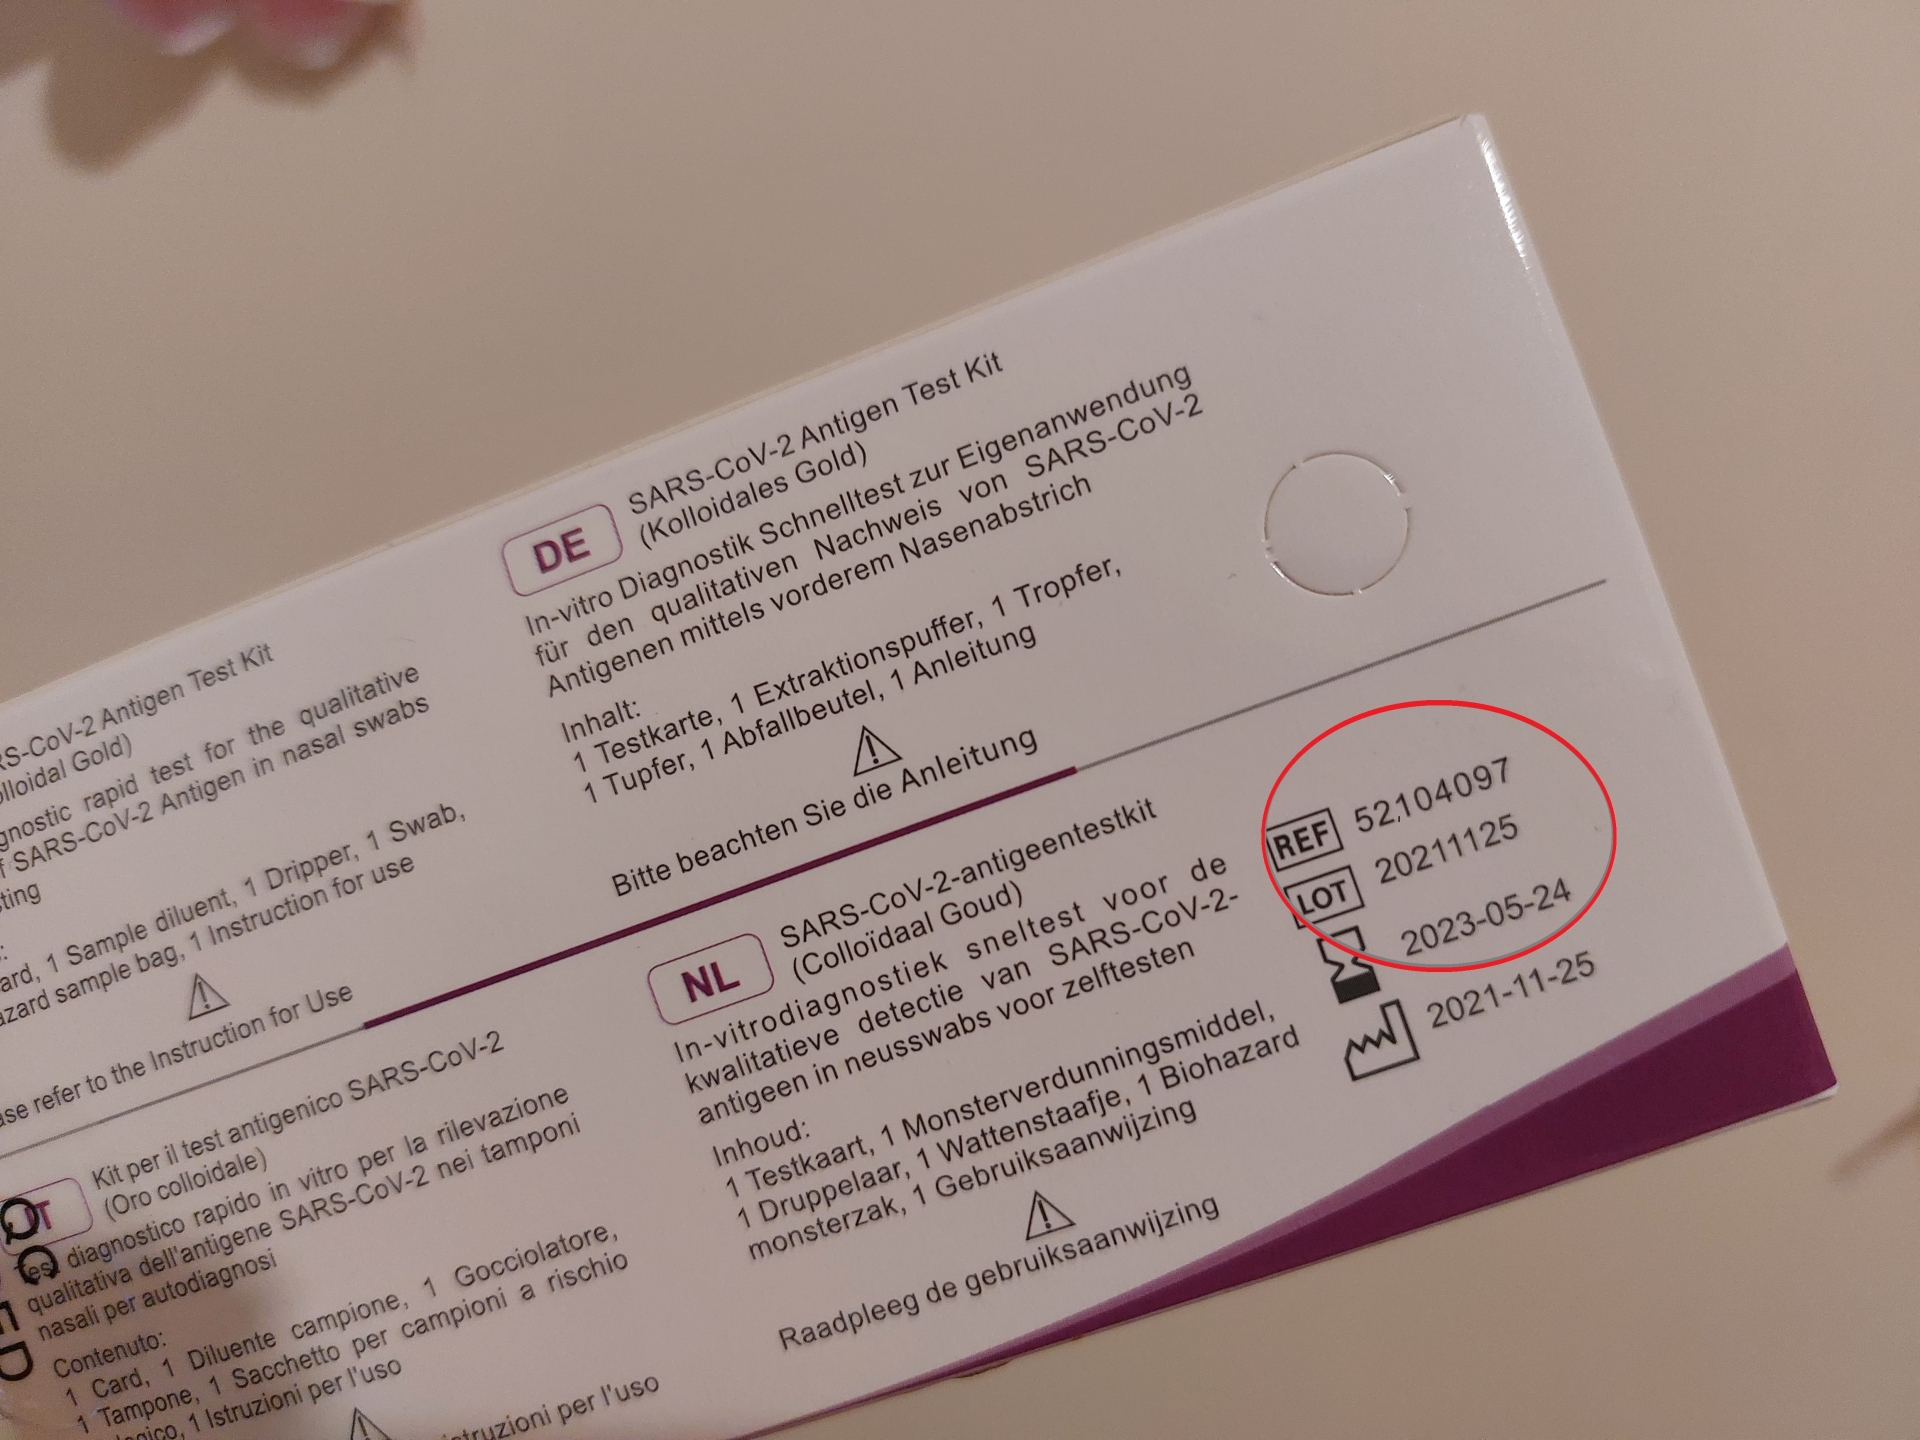 RS-CoV-2 Antigen Test Kit
olloidal Gold)
gnostic rapid test for the qualitative
f SARS-CoV-2 Antigen in nasal swabs
sting
ard, 1 Sample diluent, 1 Dripper, 1 Swab,
azard sample bag, 1 Instruction for use
ase refer to the Instruction for Use
DE
SARS-CoV-2 Antigen Test Kit
(Kolloidales Gold)
In-vitro Diagnostik Schnelltest zur Eigenanwendung
für den qualitativen Nachweis von SARS-CoV-2
Antigenen mittels vorderem Nasenabstrich
Inhalt:
1 Testkarte, 1 Extraktionspuffer, 1 Tropfer,
1 Tupfer, 1 Abfallbeutel, 1 Anleitung
Bitte beachten Sie die Anleitung
IT
Kit per il test antigenico SARS-CoV-2
(Oro colloidale)
Test diagnostico rapido in vitro per la rilevazione
qualitativa dell'antigene SARS-CoV-2 nei tamponi
nasali per autodiagnosi
Contenuto:
1 Card, 1 Diluente campione, 1 Gocciolatore,
1 Tampone, 1 Sacchetto per campioni a rischio
logico, 1 Istruzioni per l'uso
struzioni per l'uso
NL
SARS-CoV-2-antigeentestkit
(Colloïdaal Goud)
In-vitrodiagnostiek sneltest voor de
kwalitatieve detectie van SARS-CoV-2-
antigeen in neusswabs voor zelftesten
Inhoud:
1 Testkaart, 1 Monsterverdunningsmiddel,
1 Druppelaar, 1 Wattenstaafje, 1 Biohazard
monsterzak, 1 Gebruiksaanwijzing
Raadpleeg de gebruiksaanwijzing
REF 52104097
LOT 20211125
2023-05-24
2021-11-25